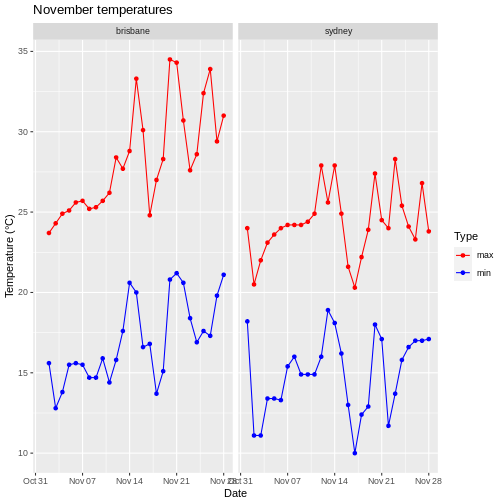 November temperatures
brisbane
sydney
35
30
25
20
15
10
Temperature (°C)
Oct 31
Nov 07
Nov 14
Nov 21
Nov 28
Oct 31
Nov 07
Nov 14
Nov 21
Nov 28
Date
Type
max
min